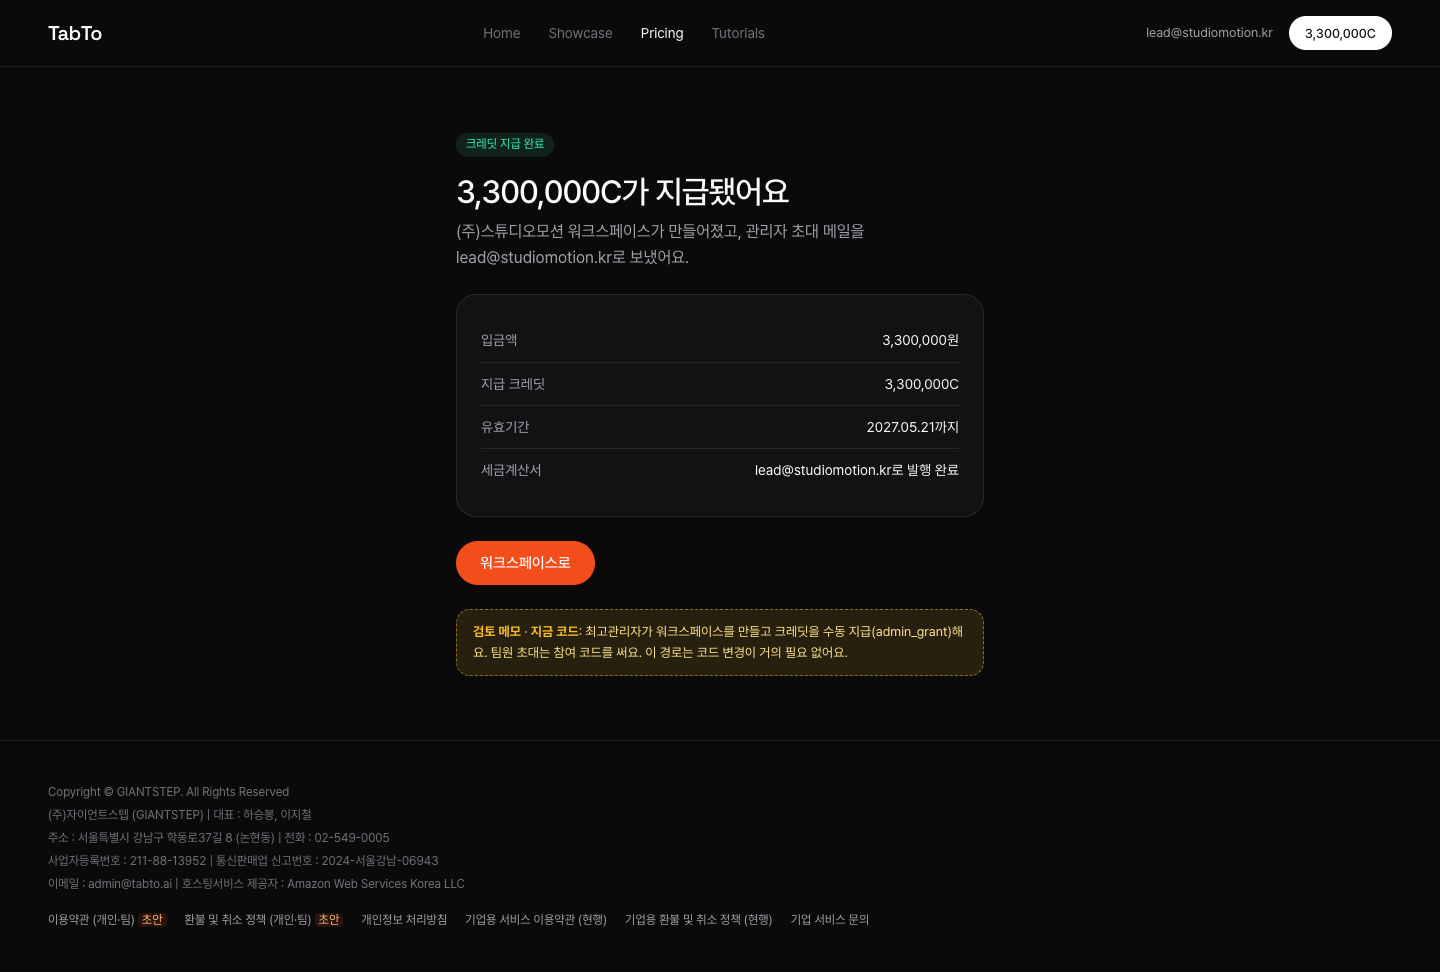 TabTo
Home Showcase Pricing Tutorials
lead@studiomotion.kr 3,300,000C
크레딧 지급 완료
3,300,000C가 지급됐어요
(주)스튜디오모션 워크스페이스가 만들어졌고, 관리자 초대 메일을
lead@studiomotion.kr로 보냈어요.
입금액 3,300,000원
지급 크레딧 3,300,000C
유효기간 2027.05.21까지
세금계산서 lead@studiomotion.kr로 발행 완료
워크스페이스로
검토 메모 · 지금 코드: 최고관리자가 워크스페이스를 만들고 크레딧을 수동 지급(admin_grant)해
요. 팀원 초대는 참여 코드를 써요. 이 경로는 코드 변경이 거의 필요 없어요.
Copyright © GIANTSTEP. All Rights Reserved
(주)자이언트스텝 (GIANTSTEP) | 대표 : 하승봉, 이지철
주소 : 서울특별시 강남구 학동로37길 8 (논현동) | 전화 : 02-549-0005
사업자등록번호 : 211-88-13952 | 통신판매업 신고번호 : 2024-서울강남-06943
이메일 : admin@tabto.ai | 호스팅서비스 제공자 : Amazon Web Services Korea LLC
이용약관 (개인·팀) 초안 환불 및 취소 정책 (개인·팀) 초안 개인정보 처리방침 기업용 서비스 이용약관 (현행) 기업용 환불 및 취소 정책 (현행) 기업 서비스 문의